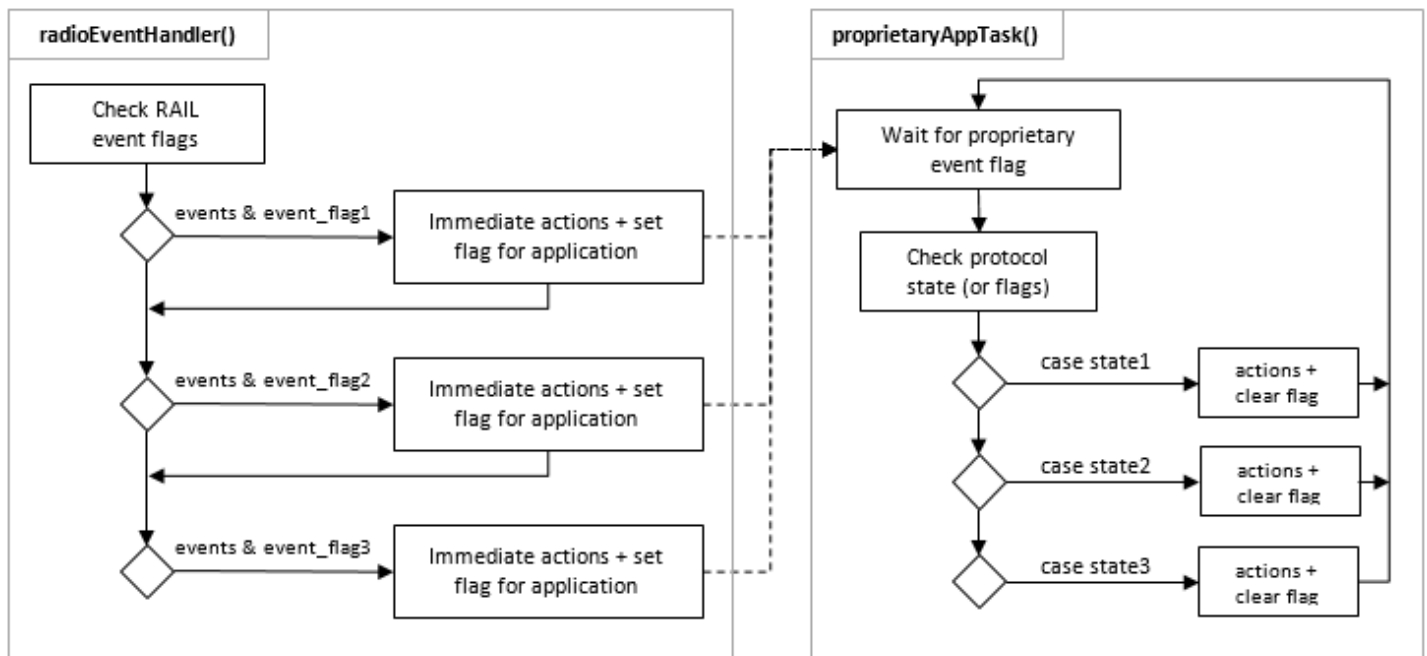 radioEventHandler()
Check RAIL
event flags
events & event_flag1
Immediate actions + set
flag for application
events & event_flag2
Immediate actions + set
flag for application
events & event_flag3
Immediate actions + set
flag for application
proprietaryAppTask()
Wait for proprietary
event flag
Check protocol
state (or flags)
case state1
actions +
clear flag
case state2
actions +
clear flag
case state3
actions +
clear flag